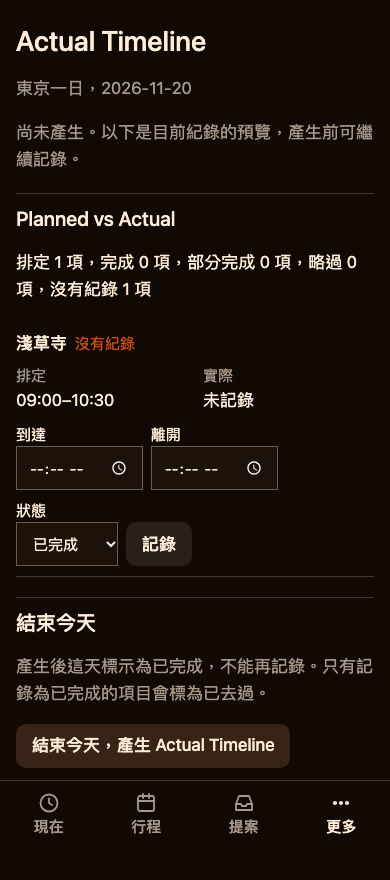 Actual Timeline
東京一日，2026-11-20
尚未產生。以下是目前紀錄的預覽，產生前可繼
續記錄。
Planned vs Actual
排定 1 項，完成 0 項，部分完成 0 項，略過 0
項，沒有紀錄 1 項
淺草寺 沒有紀錄
排定 實際
09:00–10:30 未記錄
到達 離開
--:-- -- --:-- --
狀態
已完成 記錄
結束今天
產生後這天標示為已完成，不能再記錄。只有記
錄為已完成的項目會標為已去過。
結束今天，產生 Actual Timeline
現在 行程 提案 更多